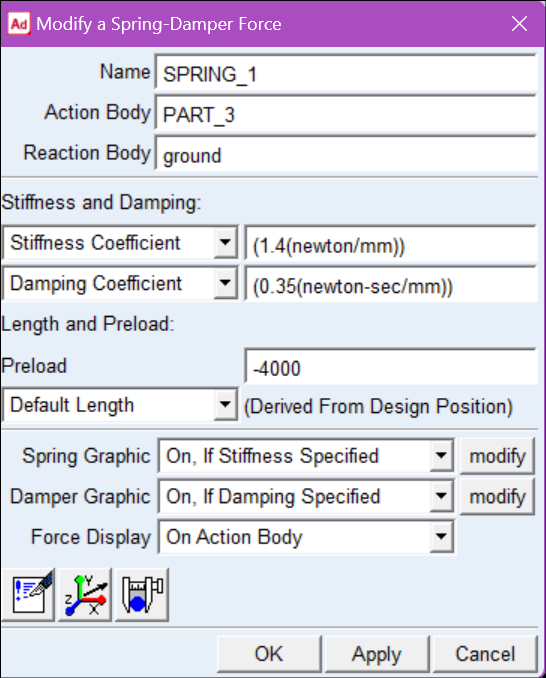 Ad Modify a Spring-Damper Force
Name SPRING_1
Action Body PART_3
Reaction Body ground
Stiffness and Damping:
Stiffness Coefficient (1.4(newton/mm))
Damping Coefficient (0.35(newton-sec/mm))
Length and Preload:
Preload -4000
Default Length (Derived From Design Position)
Spring Graphic On, If Stiffness Specified modify
Damper Graphic On, If Damping Specified modify
Force Display On Action Body
Z Y X
OK Apply Cancel